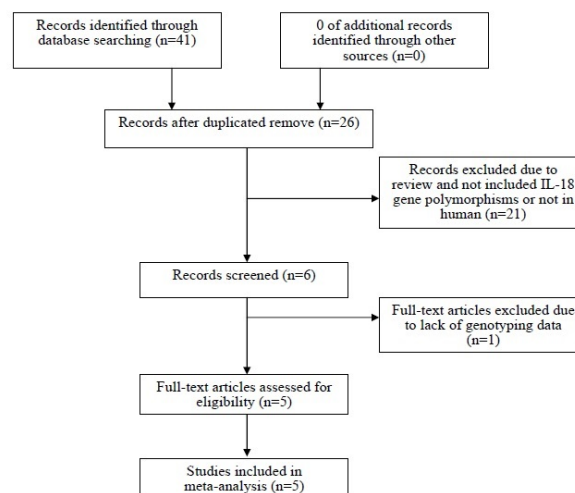 Records identified through
database searching (n=41)
0 of additional records
identified through other
sources (n=0)
Records after duplicated remove (n=26)
Records excluded due to
review and not included IL-18
gene polymorphisms or not in
human (n=21)
Records screened (n=6)
Full-text articles excluded due
to lack of genotyping data
(n=1)
Full-text articles assessed for
eligibility (n=5)
Studies included in
meta-analysis (n=5)